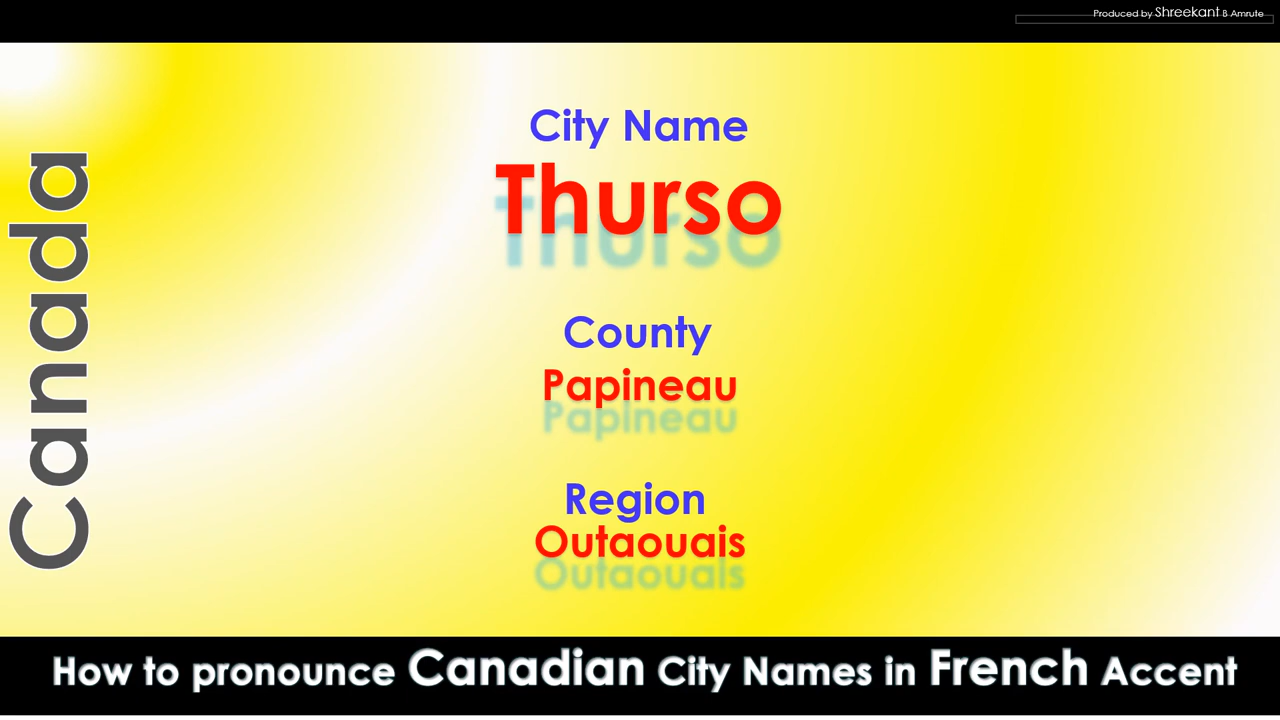 Produced by Shreekant B Amrute
Canada
City Name
Thurso
County
Papineau
Region
Outaouais
How to pronounce Canadian City Names in French Accent